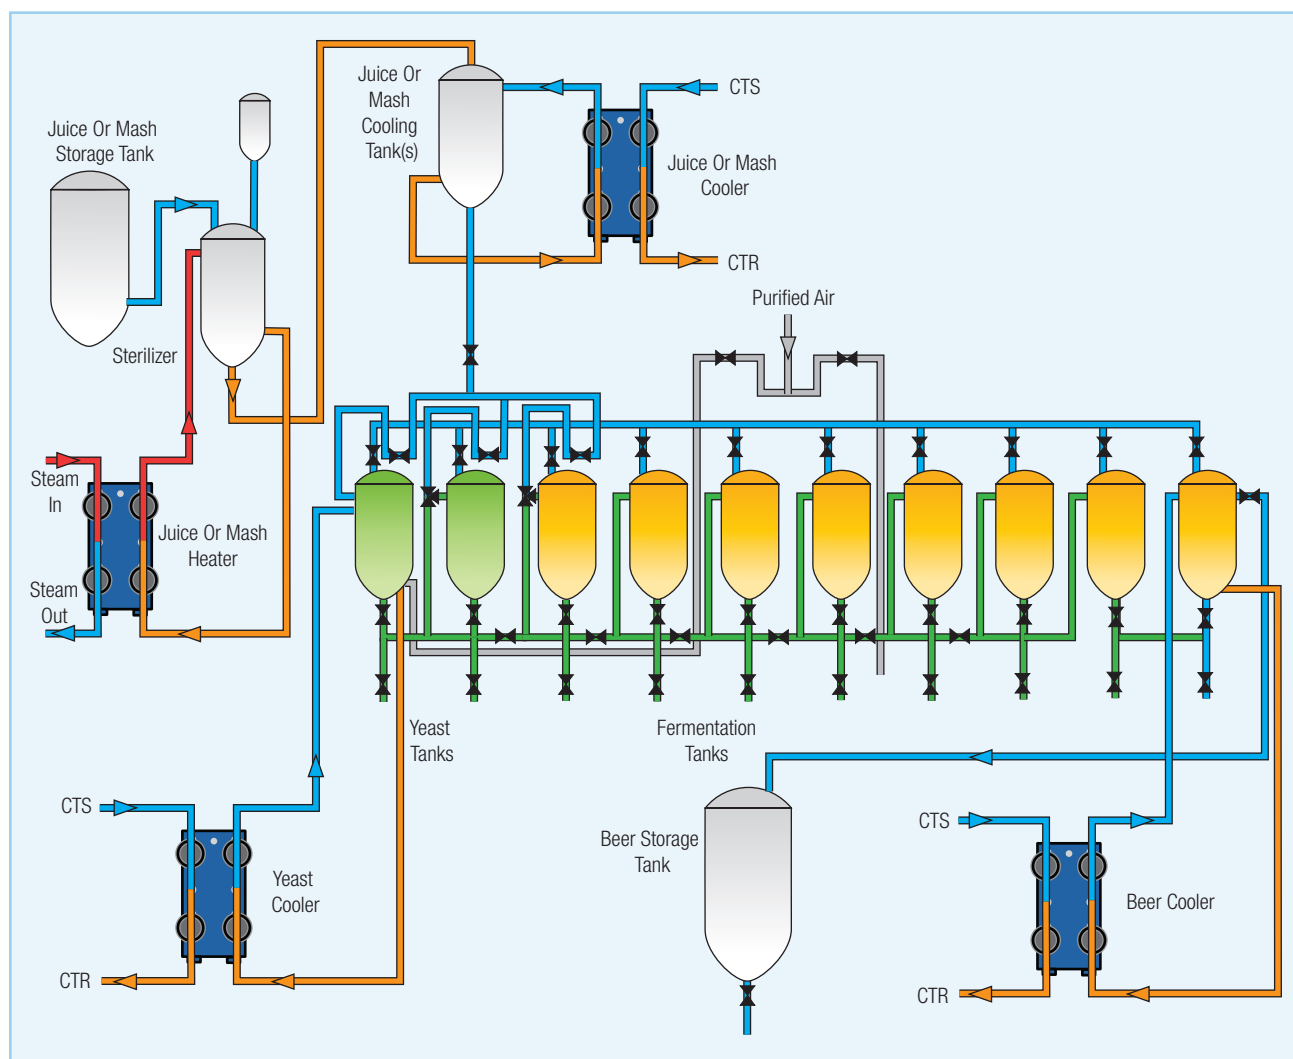 Juice Or
Mash
Cooling
Tank(s)
CTS
Juice Or Mash
Storage Tank
Juice Or Mash
Cooler
CTR
Purified Air
Sterilizer
Steam
In
Juice Or Mash
Heater
Steam
Out
Yeast
Tanks
Fermentation
Tanks
CTS
Beer Storage
Tank
CTS
Yeast
Cooler
Beer Cooler
CTR
CTR